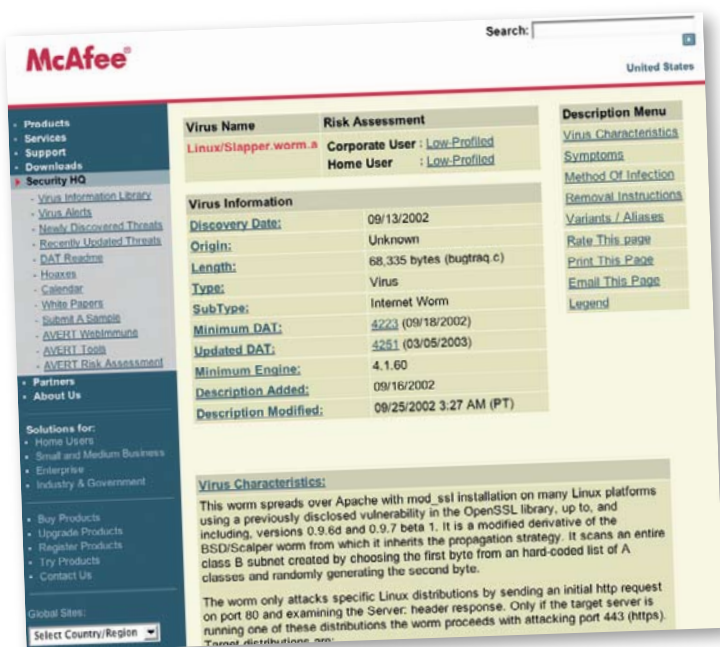 McAfee®
Search:
United States
• Products
• Services
• Support
• Downloads
Security HQ
- Virus Information Library
- Virus Alerts
- Newly Discovered Threats
- Recently Updated Threats
- DAT Readme
- Hoaxes
- Calendar
- White Papers
- Submit A Sample
- AVERT WebImmune
- AVERT Tools
- AVERT Risk Assessment
• Partners
• About Us
Solutions for:
• Home Users
• Small and Medium Business
• Enterprise
• Industry & Government
• Buy Products
• Upgrade Products
• Register Products
• Try Products
• Contact Us
Global Sites:
Select Country/Region
Virus Name Risk Assessment
Linux/Slapper.worm.a Corporate User : Low-Profiled
Home User : Low-Profiled
Virus Information
Discovery Date: 09/13/2002
Origin: Unknown
Length: 68,335 bytes (bugtraq.c)
Type: Virus
SubType: Internet Worm
Minimum DAT: 4223 (09/18/2002)
Updated DAT: 4251 (03/05/2003)
Minimum Engine: 4.1.60
Description Added: 09/16/2002
Description Modified: 09/25/2002 3:27 AM (PT)
Description Menu
Virus Characteristics
Symptoms
Method Of Infection
Removal Instructions
Variants / Aliases
Rate This page
Print This Page
Email This Page
Legend
Virus Characteristics:
This worm spreads over Apache with mod_ssl installation on many Linux platforms
using a previously disclosed vulnerability in the OpenSSL library, up to, and
including, versions 0.9.6d and 0.9.7 beta 1. It is a modified derivative of the
BSD/Scalper worm from which it inherits the propagation strategy. It scans an entire
class B subnet created by choosing the first byte from an hard-coded list of A
classes and randomly generating the second byte.
The worm only attacks specific Linux distributions by sending an initial http request
on port 80 and examining the Server: header response. Only if the target server is
running one of these distributions the worm proceeds with attacking port 443 (https).
Target distributions are: